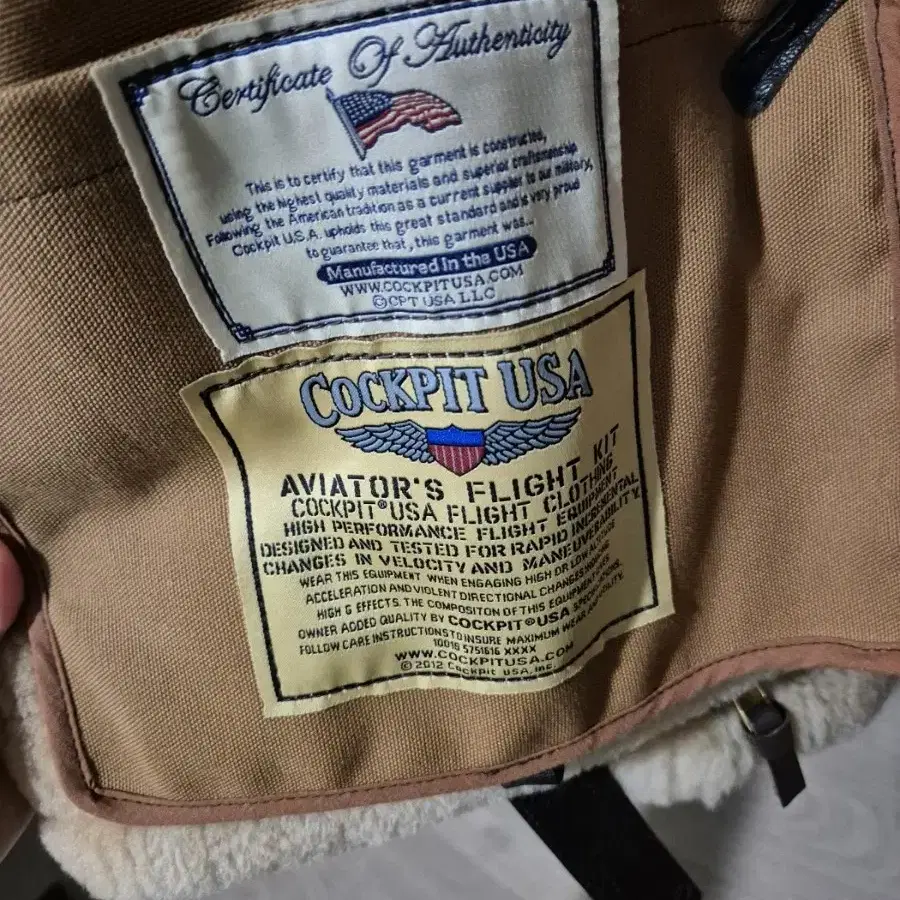 Certificate Of Authenticity
This is to certify that this garment is constructed,
using the highest quality materials and superior craftsmanship
Following the American tradition as a current supplier to our military,
Cockpit U.S.A. upholds this great standard and is very proud
to guarantee that, this garment was...
Manufactured in the USA
WWW.COCKPITUSA.COM
©CPT USA LLC
COCKPIT USA
AVIATOR'S FLIGHT KIT
COCKPIT®USA FLIGHT CLOTHING
HIGH PERFORMANCE FLIGHT EQUIPMENT
DESIGNED AND TESTED FOR RAPID INCREMENTAL
CHANGES IN VELOCITY AND MANEUVERABILITY.
WEAR THIS EQUIPMENT WHEN ENGAGING HIGH OR LOW ALTITUDE
ACCELERATION AND VIOLENT DIRECTIONAL CHANGES
HIGH G EFFECTS. THE COMPOSITON OF THIS EQUIPMENT
OWNER ADDED QUALITY BY COCKPIT®USA SPECIFICATIONS.
FOLLOW CARE INSTRUCTIONS TO INSURE MAXIMUM WEAR AND
10016 5751616 XXXX
WWW.COCKPITUSA.COM
© 2012 Cockpit USA, Inc